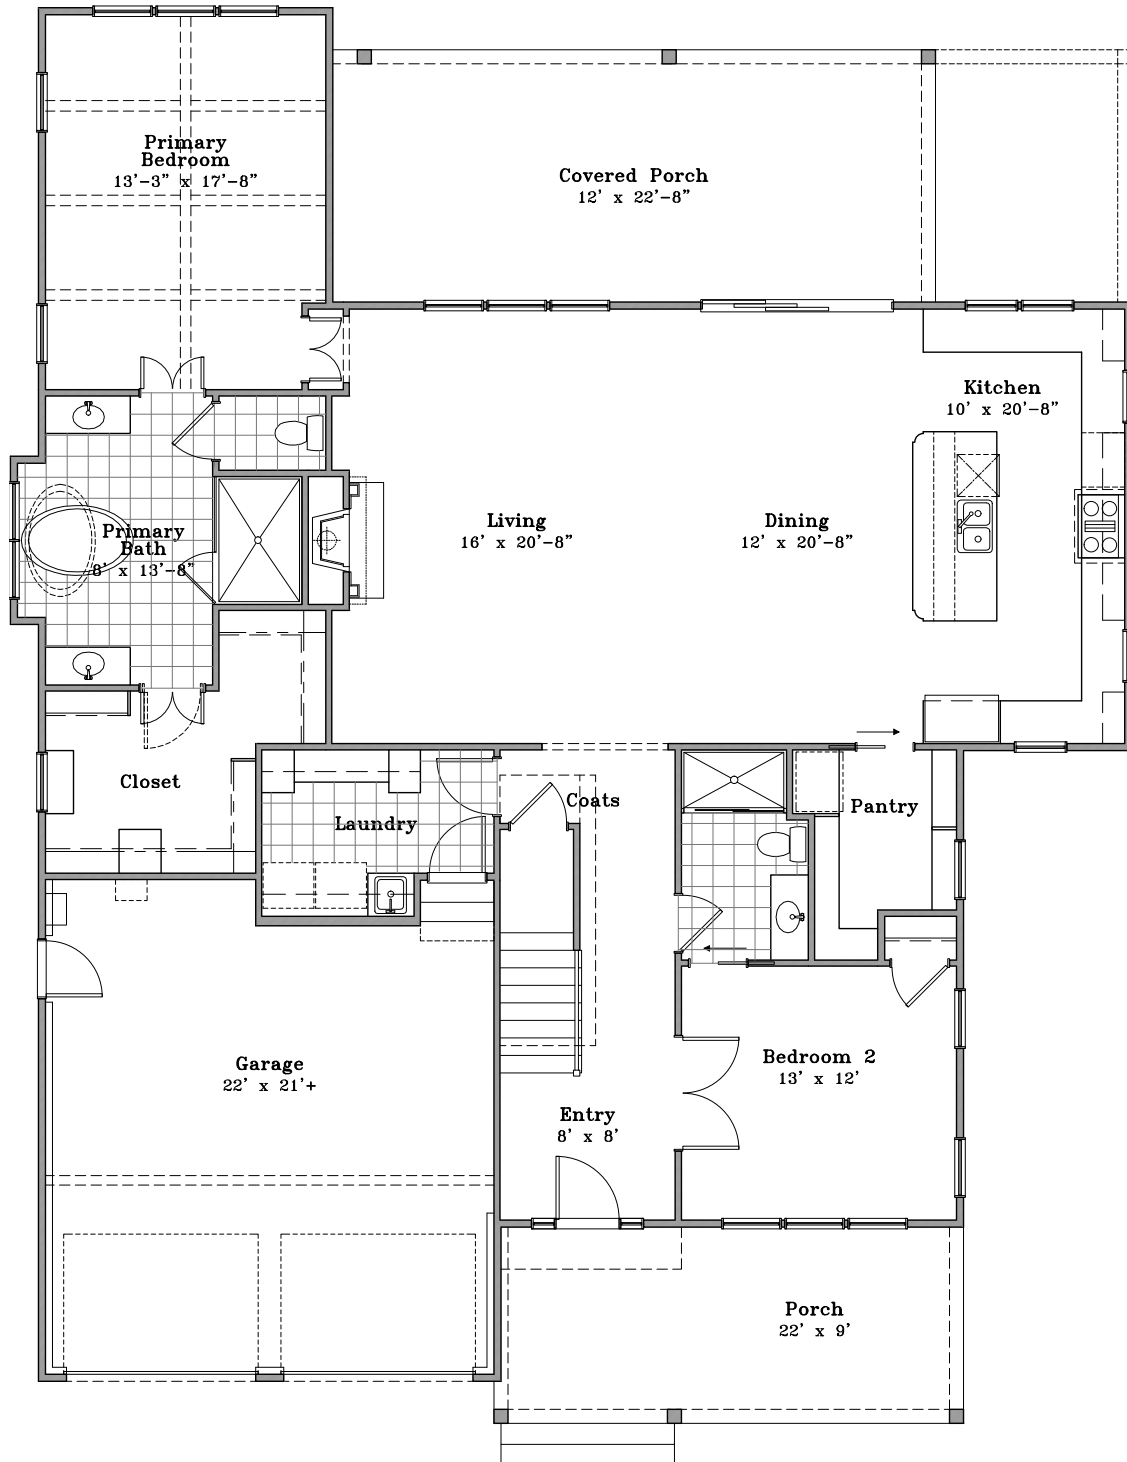 Primary
Bedroom
13'-3" x 17'-8"
Covered Porch
12' x 22'-8"
Kitchen
10' x 20'-8"
Living
16' x 20'-8"
Dining
12' x 20'-8"
Primary
Bath
8' x 13'-8"
Closet
Laundry
Coats
Pantry
Garage
22' x 21'+
Bedroom 2
13' x 12'
Entry
8' x 8'
Porch
22' x 9'